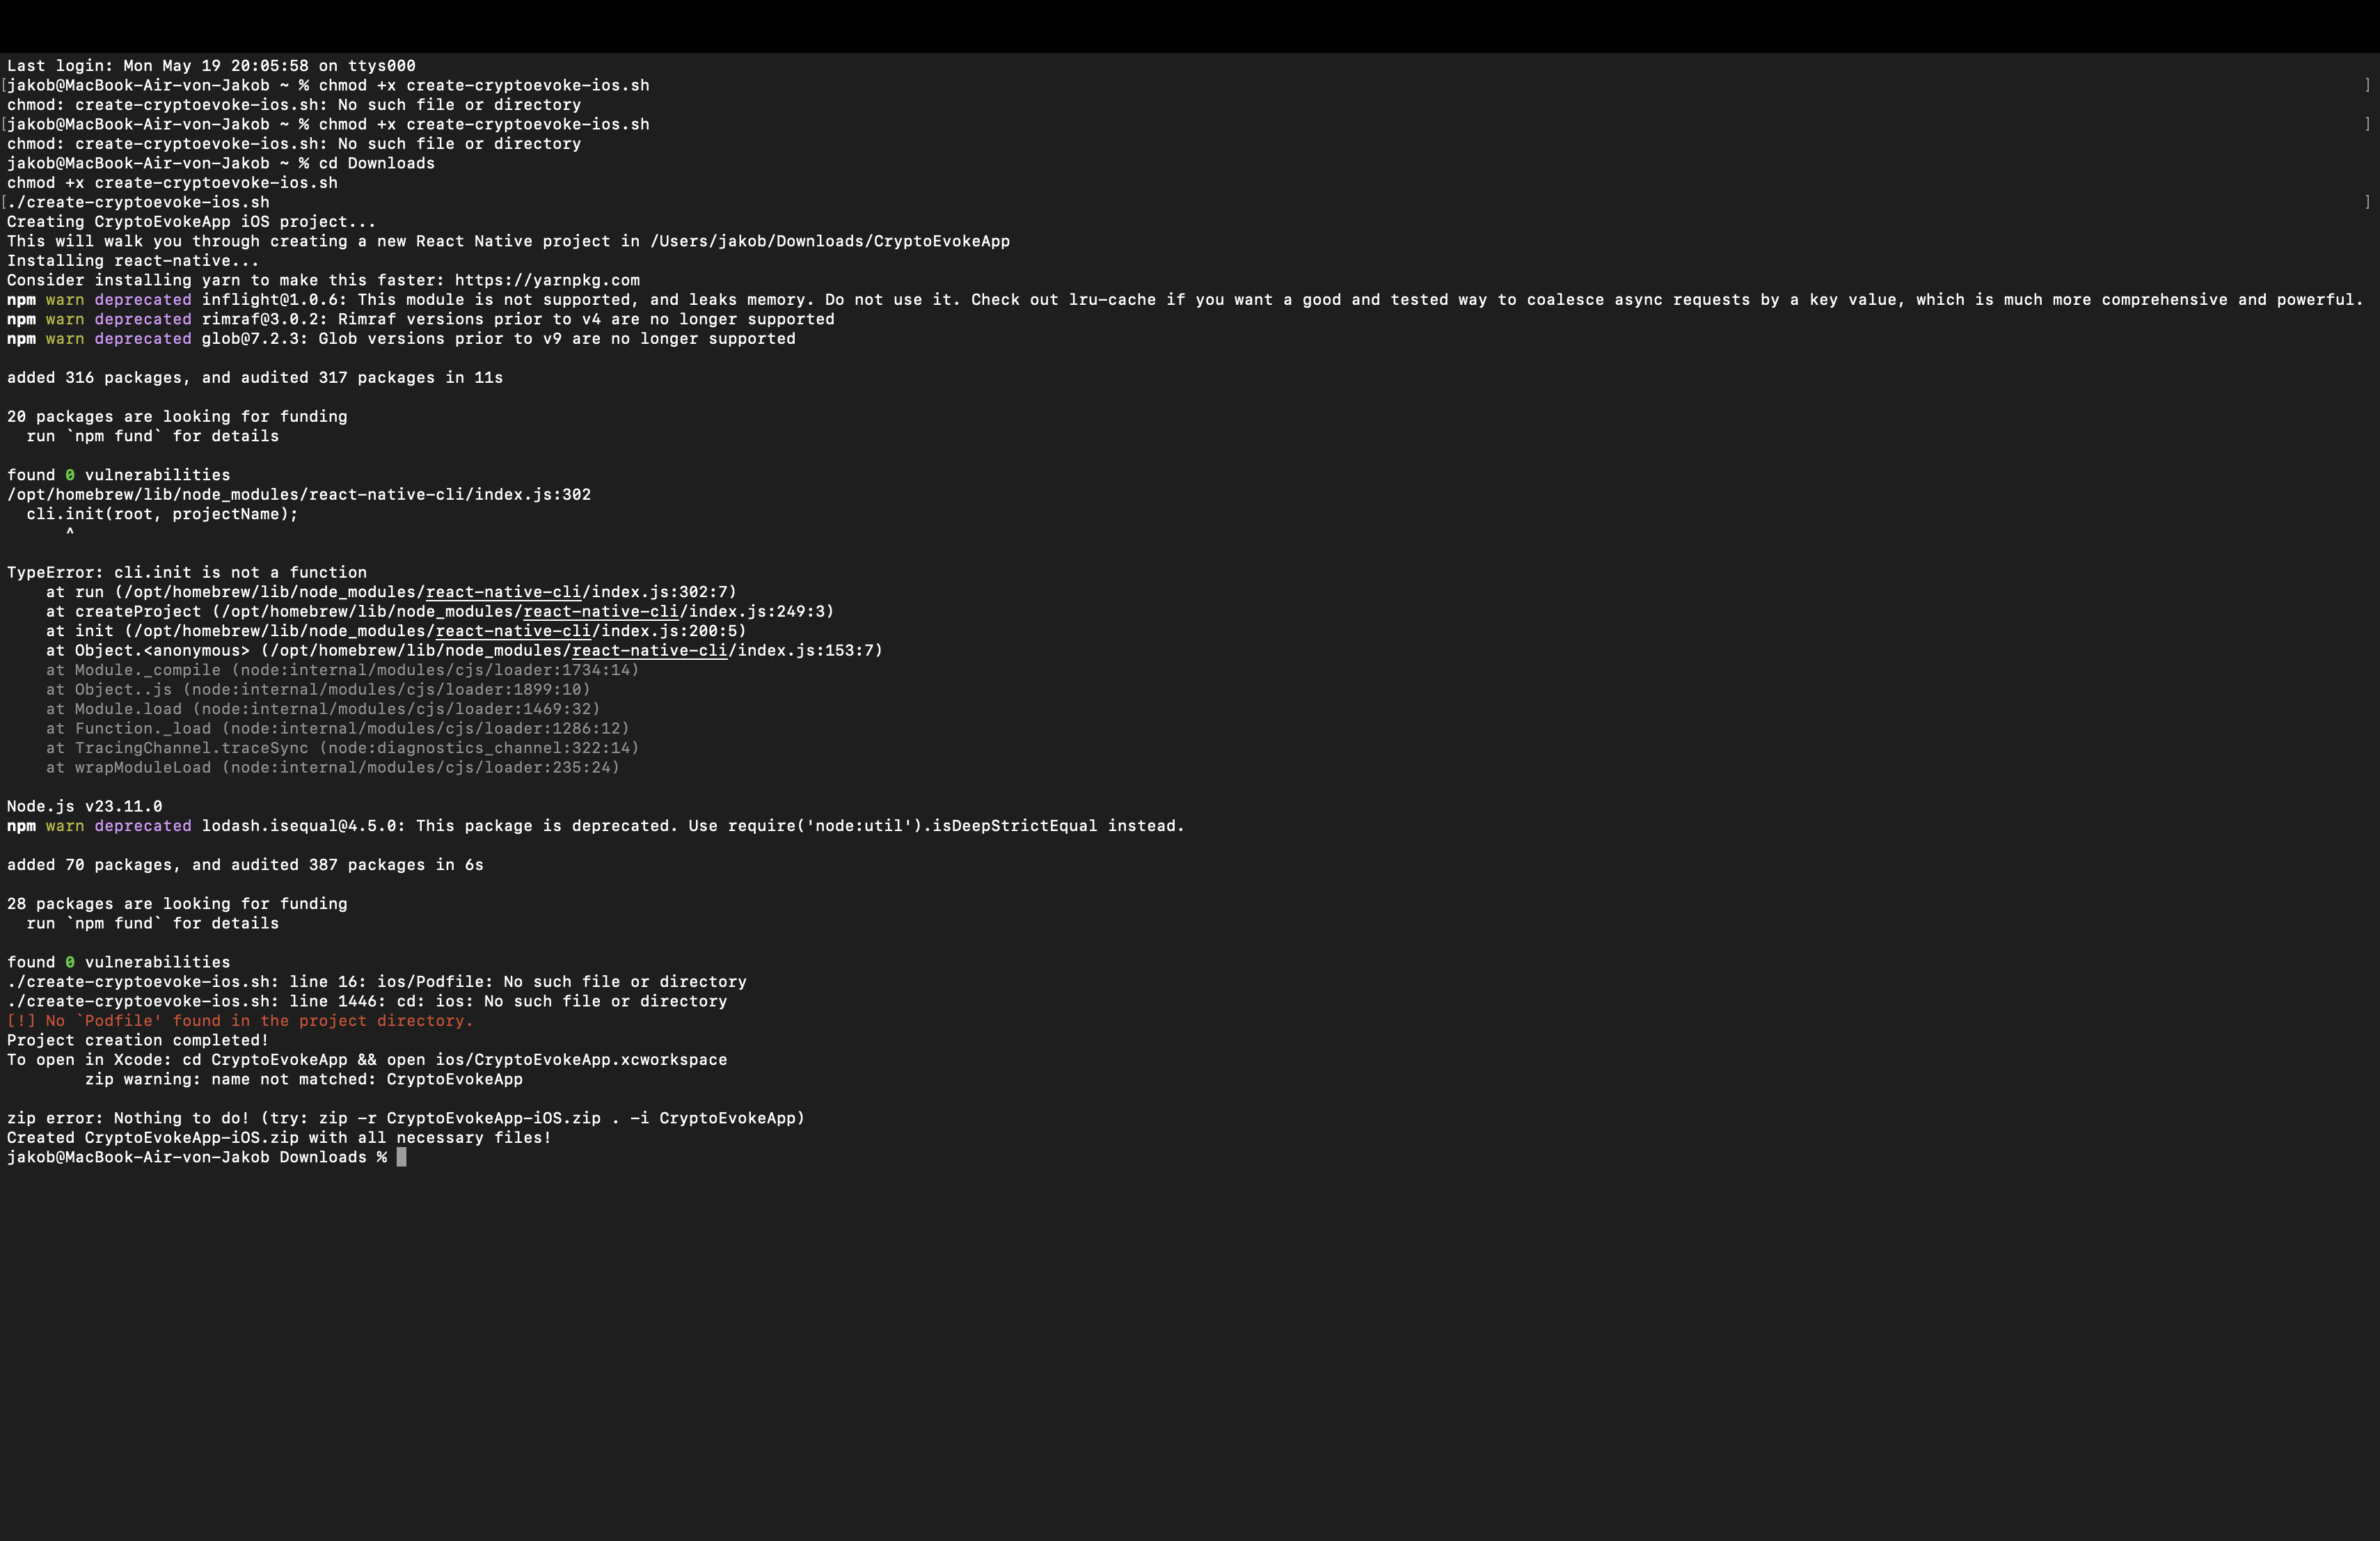 Last login: Mon May 19 20:05:58 on ttys000
[jakob@MacBook-Air-von-Jakob ~ % chmod +x create-cryptoevoke-ios.sh ]
chmod: create-cryptoevoke-ios.sh: No such file or directory
[jakob@MacBook-Air-von-Jakob ~ % chmod +x create-cryptoevoke-ios.sh ]
chmod: create-cryptoevoke-ios.sh: No such file or directory
jakob@MacBook-Air-von-Jakob ~ % cd Downloads
chmod +x create-cryptoevoke-ios.sh
[./create-cryptoevoke-ios.sh ]
Creating CryptoEvokeApp iOS project...
This will walk you through creating a new React Native project in /Users/jakob/Downloads/CryptoEvokeApp
Installing react-native...
Consider installing yarn to make this faster: https://yarnpkg.com
npm warn deprecated inflight@1.0.6: This module is not supported, and leaks memory. Do not use it. Check out lru-cache if you want a good and tested way to coalesce async requests by a key value, which is much more comprehensive and powerful.
npm warn deprecated rimraf@3.0.2: Rimraf versions prior to v4 are no longer supported
npm warn deprecated glob@7.2.3: Glob versions prior to v9 are no longer supported

added 316 packages, and audited 317 packages in 11s

20 packages are looking for funding
  run `npm fund` for details

found 0 vulnerabilities
/opt/homebrew/lib/node_modules/react-native-cli/index.js:302
  cli.init(root, projectName);
      ^

TypeError: cli.init is not a function
    at run (/opt/homebrew/lib/node_modules/react-native-cli/index.js:302:7)
    at createProject (/opt/homebrew/lib/node_modules/react-native-cli/index.js:249:3)
    at init (/opt/homebrew/lib/node_modules/react-native-cli/index.js:200:5)
    at Object.<anonymous> (/opt/homebrew/lib/node_modules/react-native-cli/index.js:153:7)
    at Module._compile (node:internal/modules/cjs/loader:1734:14)
    at Object..js (node:internal/modules/cjs/loader:1899:10)
    at Module.load (node:internal/modules/cjs/loader:1469:32)
    at Function._load (node:internal/modules/cjs/loader:1286:12)
    at TracingChannel.traceSync (node:diagnostics_channel:322:14)
    at wrapModuleLoad (node:internal/modules/cjs/loader:235:24)

Node.js v23.11.0
npm warn deprecated lodash.isequal@4.5.0: This package is deprecated. Use require('node:util').isDeepStrictEqual instead.

added 70 packages, and audited 387 packages in 6s

28 packages are looking for funding
  run `npm fund` for details

found 0 vulnerabilities
./create-cryptoevoke-ios.sh: line 16: ios/Podfile: No such file or directory
./create-cryptoevoke-ios.sh: line 1446: cd: ios: No such file or directory
[!] No `Podfile' found in the project directory.
Project creation completed!
To open in Xcode: cd CryptoEvokeApp && open ios/CryptoEvokeApp.xcworkspace
        zip warning: name not matched: CryptoEvokeApp

zip error: Nothing to do! (try: zip -r CryptoEvokeApp-iOS.zip . -i CryptoEvokeApp)
Created CryptoEvokeApp-iOS.zip with all necessary files!
jakob@MacBook-Air-von-Jakob Downloads %